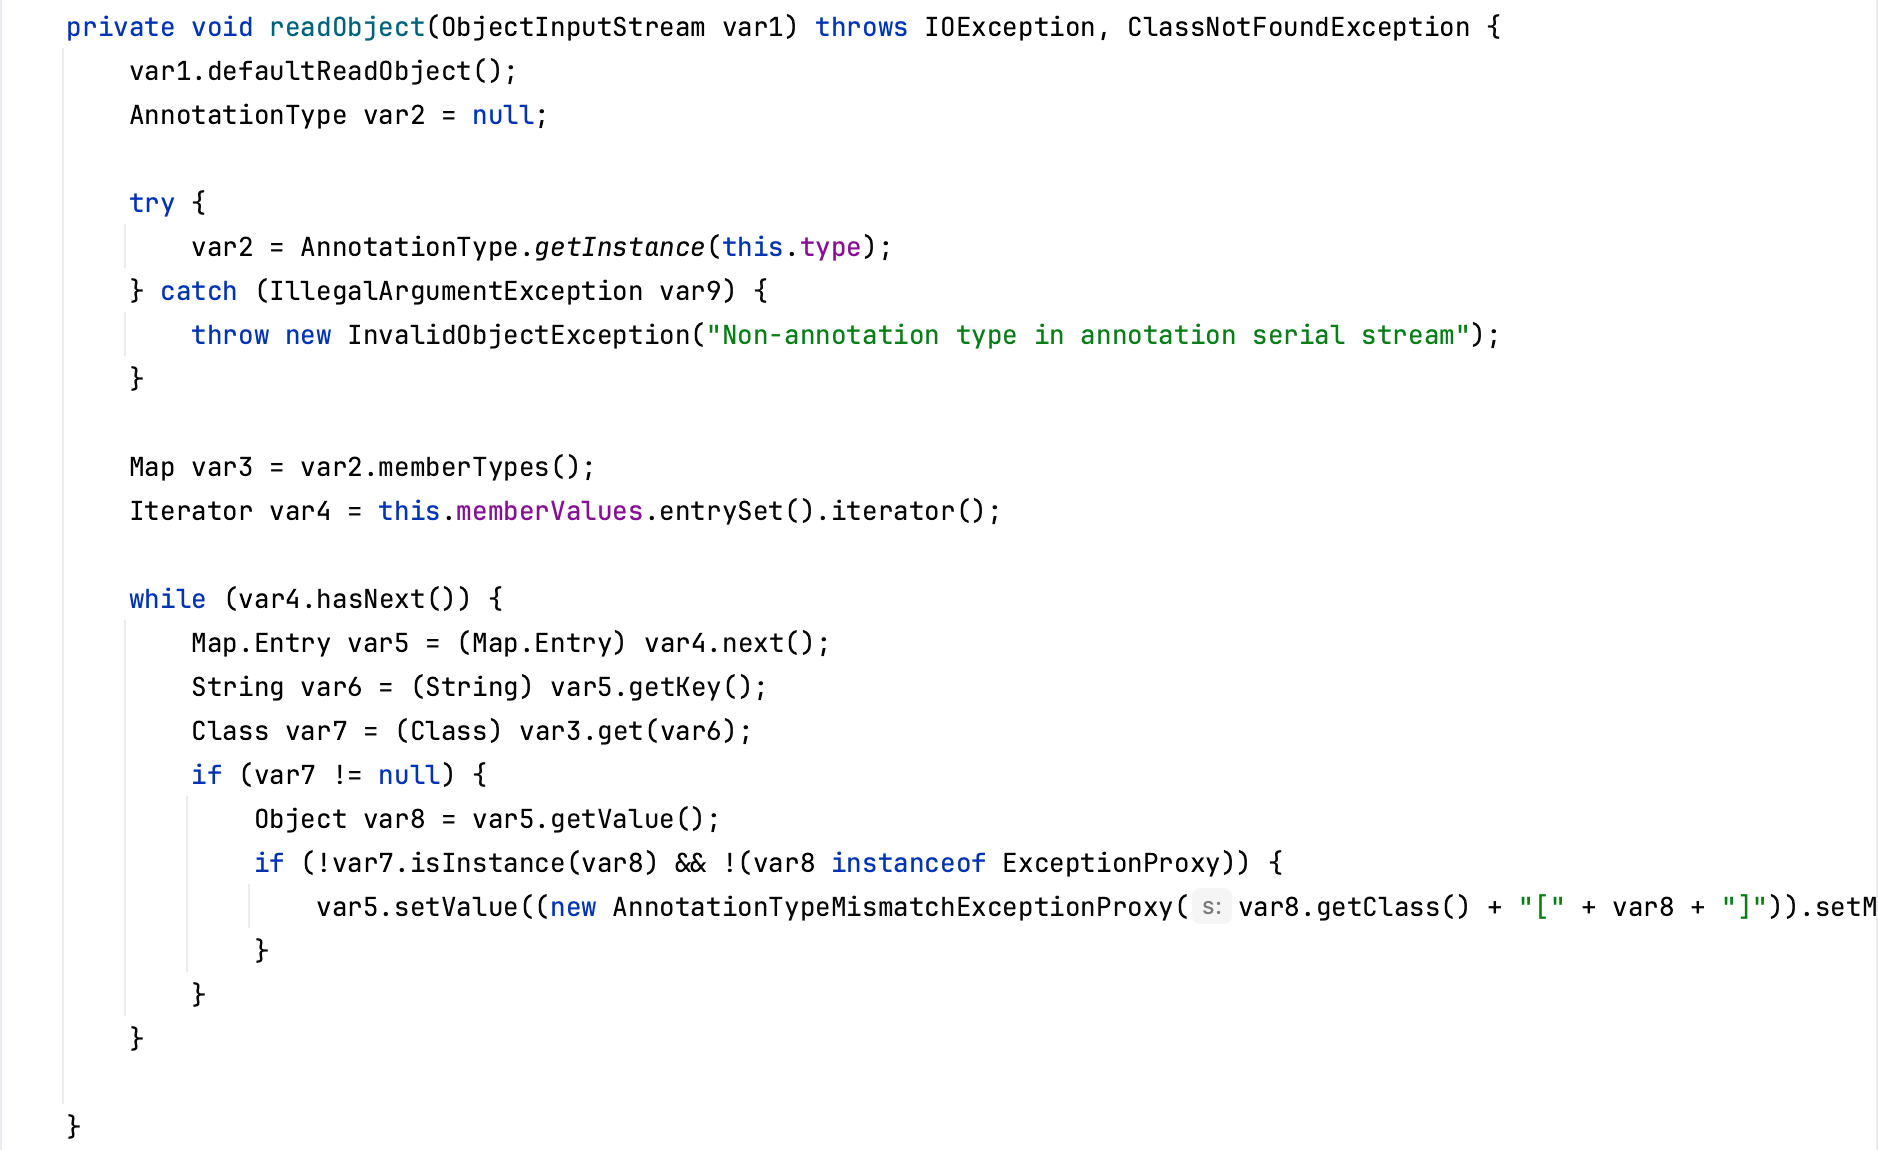 private void readObject(ObjectInputStream var1) throws IOException, ClassNotFoundException {
    var1.defaultReadObject();
    AnnotationType var2 = null;

    try {
        var2 = AnnotationType.getInstance(this.type);
    } catch (IllegalArgumentException var9) {
        throw new InvalidObjectException("Non-annotation type in annotation serial stream");
    }

    Map var3 = var2.memberTypes();
    Iterator var4 = this.memberValues.entrySet().iterator();

    while (var4.hasNext()) {
        Map.Entry var5 = (Map.Entry) var4.next();
        String var6 = (String) var5.getKey();
        Class var7 = (Class) var3.get(var6);
        if (var7 != null) {
            Object var8 = var5.getValue();
            if (!var7.isInstance(var8) && !(var8 instanceof ExceptionProxy)) {
                var5.setValue((new AnnotationTypeMismatchExceptionProxy( s: var8.getClass() + "[" + var8 + "]")).setM
            }
        }
    }

}